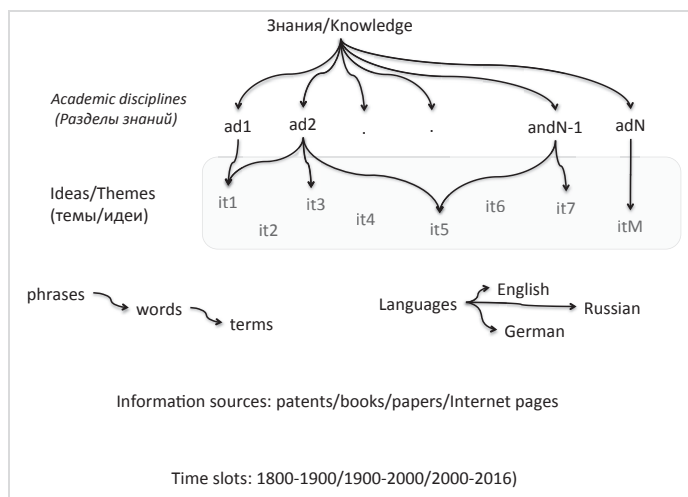 Знания/Knowledge
Academic disciplines
(Разделы знаний)
ad1 ad2 . . andN-1 adN
Ideas/Themes
(темы/идеи)
it1 it2 it3 it4 it5 it6 it7 itM
phrases words terms
Languages English Russian German
Information sources: patents/books/papers/Internet pages
Time slots: 1800-1900/1900-2000/2000-2016)